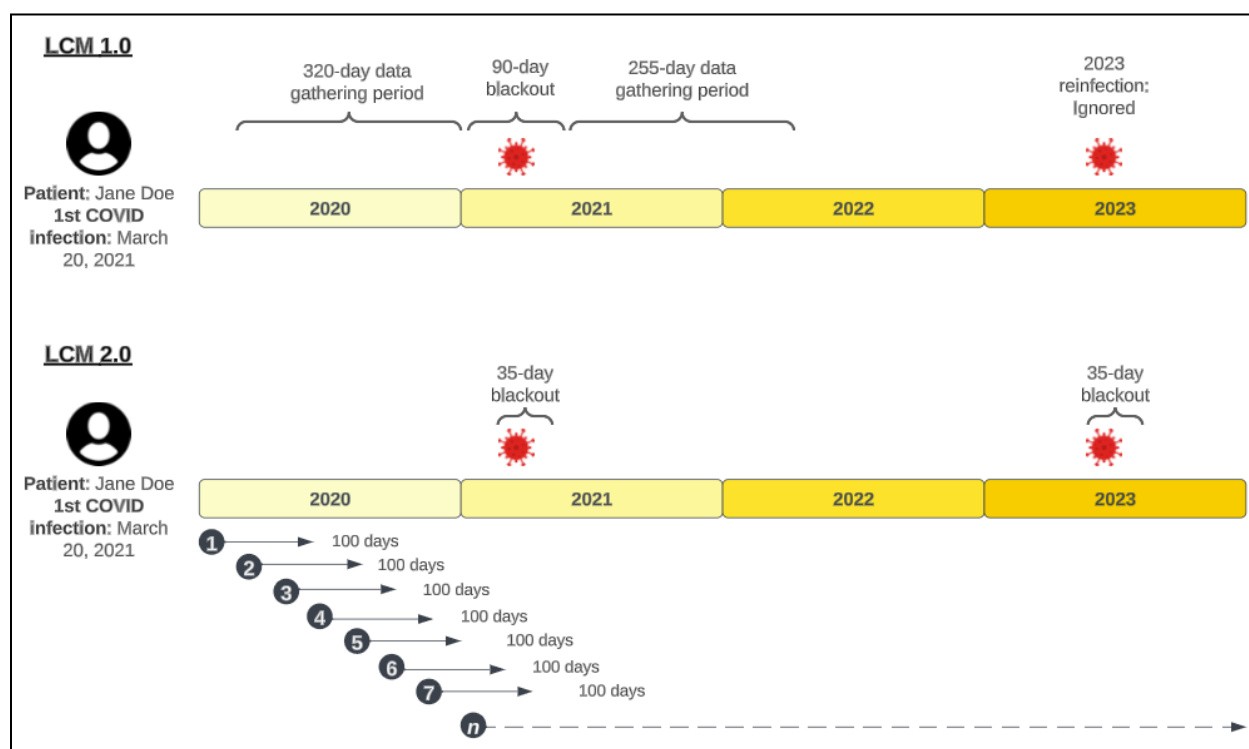 LCM 1.0
320-day data
gathering period
90-day
blackout
255-day data
gathering period
2023
reinfection:
Ignored
Patient: Jane Doe
1st COVID
infection: March
20, 2021
2020
2021
2022
2023
LCM 2.0
35-day
blackout
35-day
blackout
Patient: Jane Doe
1st COVID
infection: March
20, 2021
2020
2021
2022
2023
1
100 days
2
100 days
3
100 days
4
100 days
5
100 days
6
100 days
7
100 days
n